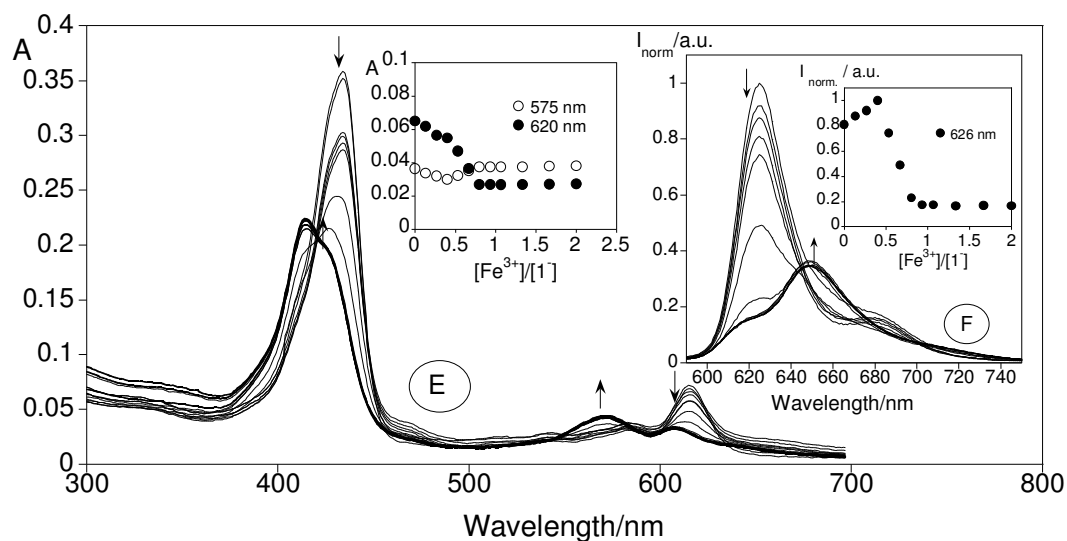 A
0.4
0.35
0.3
0.25
0.2
0.15
0.1
0.05
0
300 400 500 600 700 800
Wavelength/nm
E
A
0.1
0.08
0.06
0.04
0.02
0
575 nm
620 nm
0 0.5 1 1.5 2 2.5
[Fe³⁺]/[1⁻]
I norm/a.u.
1
0.8
0.6
0.4
0.2
0
600 620 640 660 680 700 720 740
Wavelength/nm
F
I norm. / a.u.
1
0.8
0.6
0.4
0.2
0
626 nm
0 0.5 1 1.5 2
[Fe³⁺]/[1⁻]